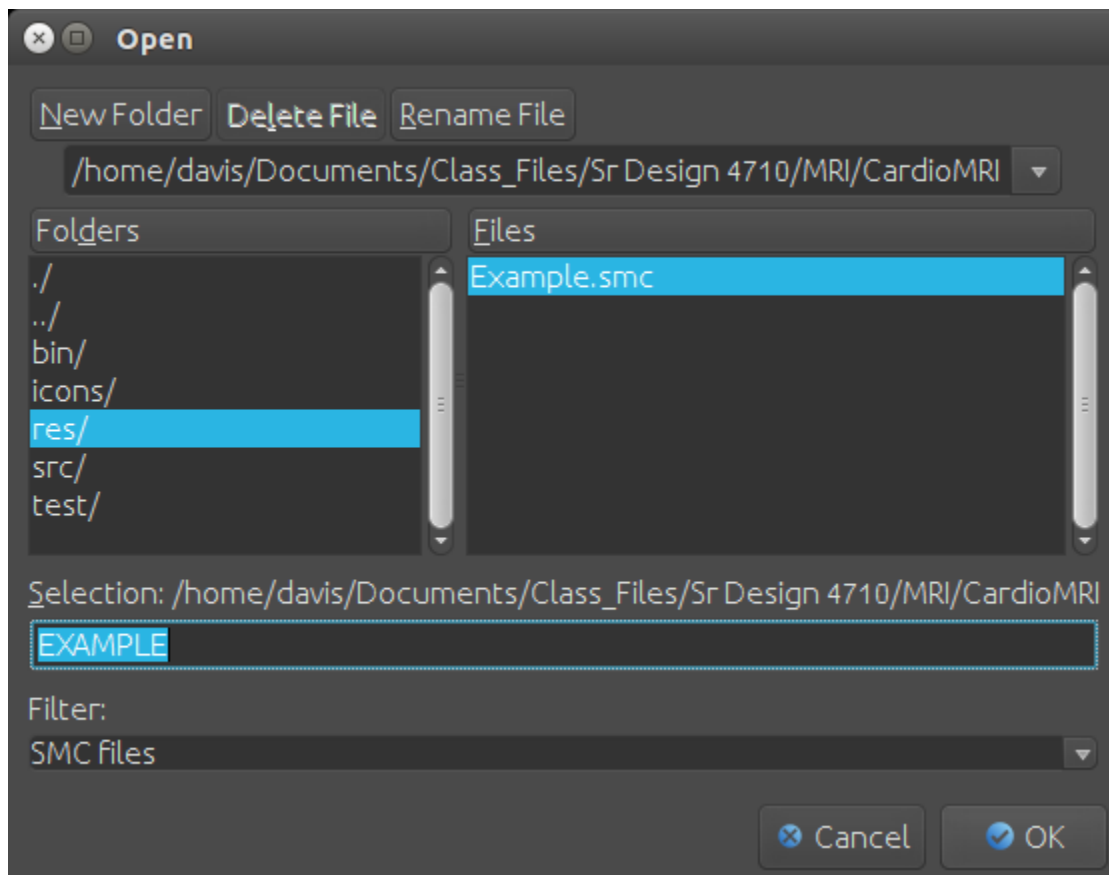 Open
New Folder Delete File Rename File
/home/davis/Documents/Class_Files/Sr Design 4710/MRI/CardioMRI
Folders Files
./ Example.smc
../
bin/
icons/
res/
src/
test/
Selection: /home/davis/Documents/Class_Files/Sr Design 4710/MRI/CardioMRI
EXAMPLE
Filter:
SMC files
Cancel OK